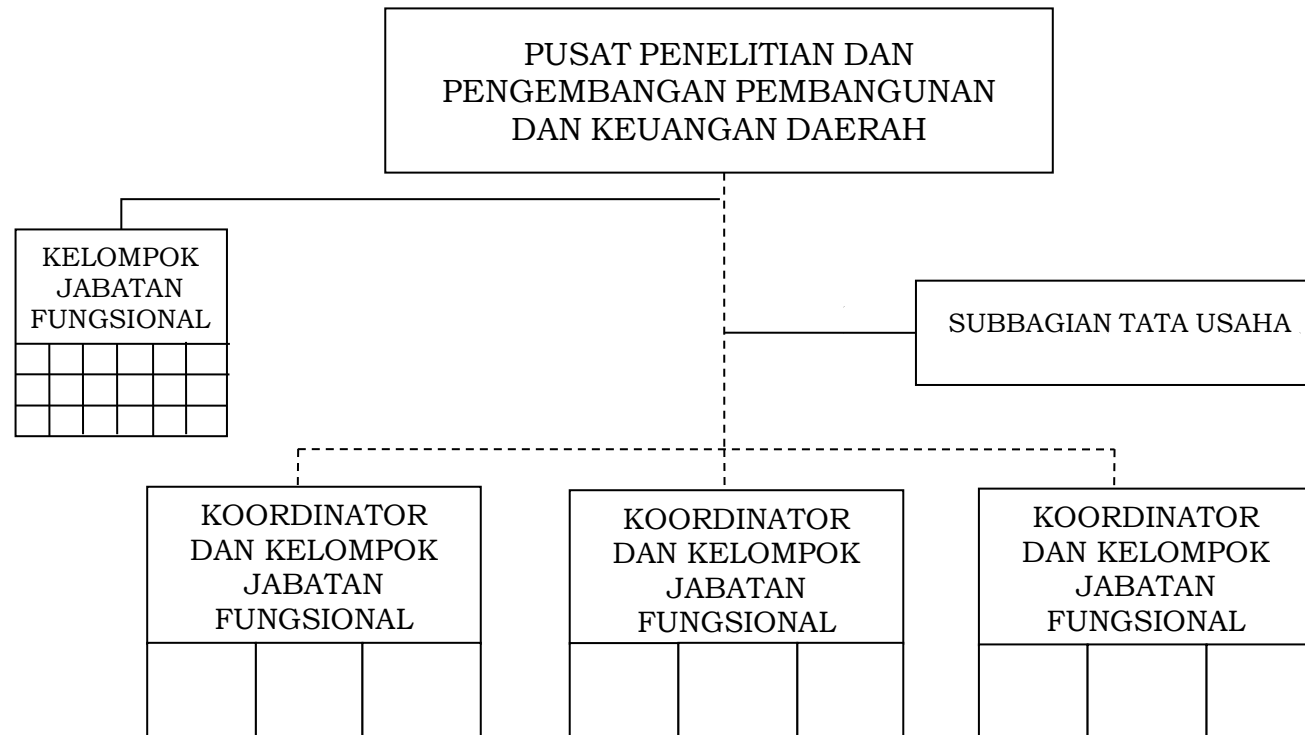 PUSAT PENELITIAN DAN
PENGEMBANGAN PEMBANGUNAN
DAN KEUANGAN DAERAH
KELOMPOK
JABATAN
FUNGSIONAL
SUBBAGIAN TATA USAHA
KOORDINATOR
DAN KELOMPOK
JABATAN
FUNGSIONAL
KOORDINATOR
DAN KELOMPOK
JABATAN
FUNGSIONAL
KOORDINATOR
DAN KELOMPOK
JABATAN
FUNGSIONAL